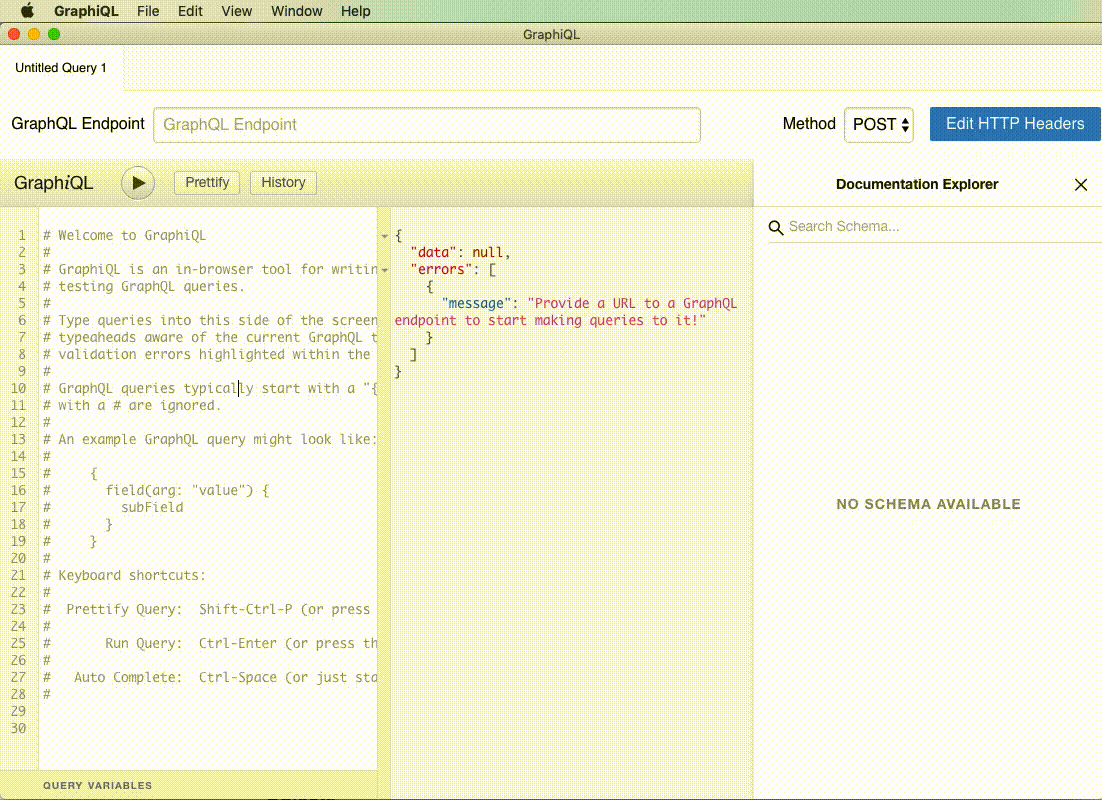 GraphiQL File Edit View Window Help
GraphiQL
Untitled Query 1
GraphQL Endpoint GraphQL Endpoint Method POST Edit HTTP Headers
GraphiQL Prettify History Documentation Explorer
Search Schema...
1 # Welcome to GraphiQL
2 #
3 # GraphiQL is an in-browser tool for writin
4 # testing GraphQL queries.
5 #
6 # Type queries into this side of the screen
7 # typeaheads aware of the current GraphQL t
8 # validation errors highlighted within the
9 #
10 # GraphQL queries typically start with a "{
11 # with a # are ignored.
12 #
13 # An example GraphQL query might look like:
14 #
15 #     {
16 #       field(arg: "value") {
17 #         subField
18 #       }
19 #     }
20 #
21 # Keyboard shortcuts:
22 #
23 #  Prettify Query:  Shift-Ctrl-P (or press
24 #
25 #       Run Query:  Ctrl-Enter (or press th
26 #
27 #   Auto Complete:  Ctrl-Space (or just sta
28 #
29
30
QUERY VARIABLES
{
  "data": null,
  "errors": [
    {
      "message": "Provide a URL to a GraphQL
endpoint to start making queries to it!"
    }
  ]
}
NO SCHEMA AVAILABLE